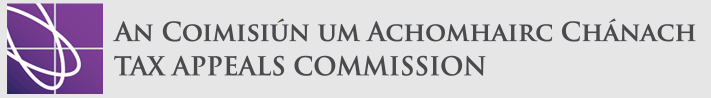 An Coimisiún um Achomhairc Chánach
TAX APPEALS COMMISSION